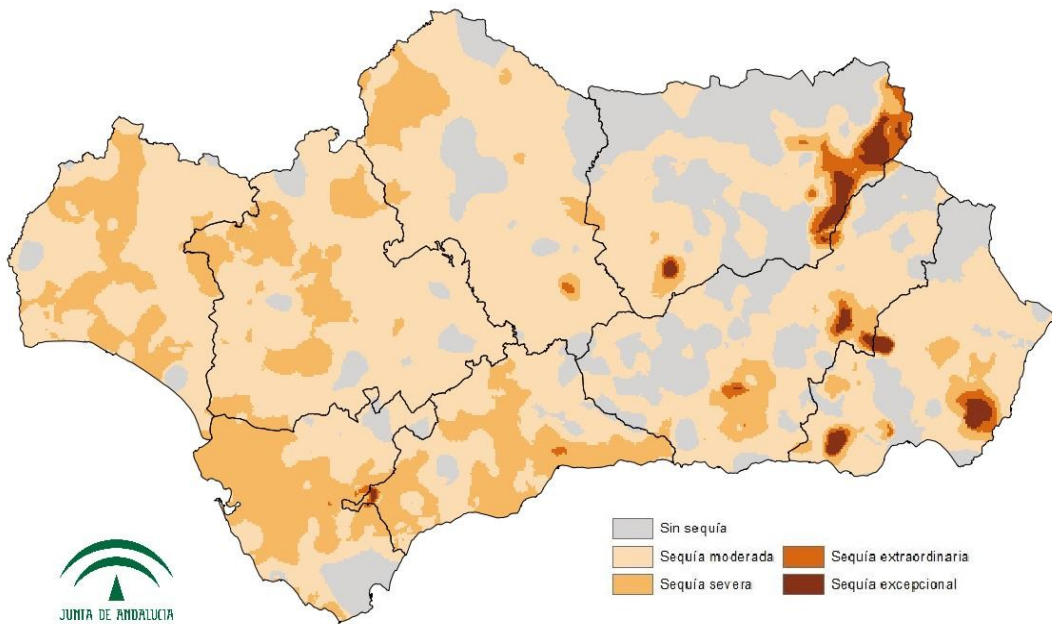 Sin sequía
Sequía moderada
Sequía severa
Sequía extraordinaria
Sequía excepcional
JUNTA DE ANDALUCIA